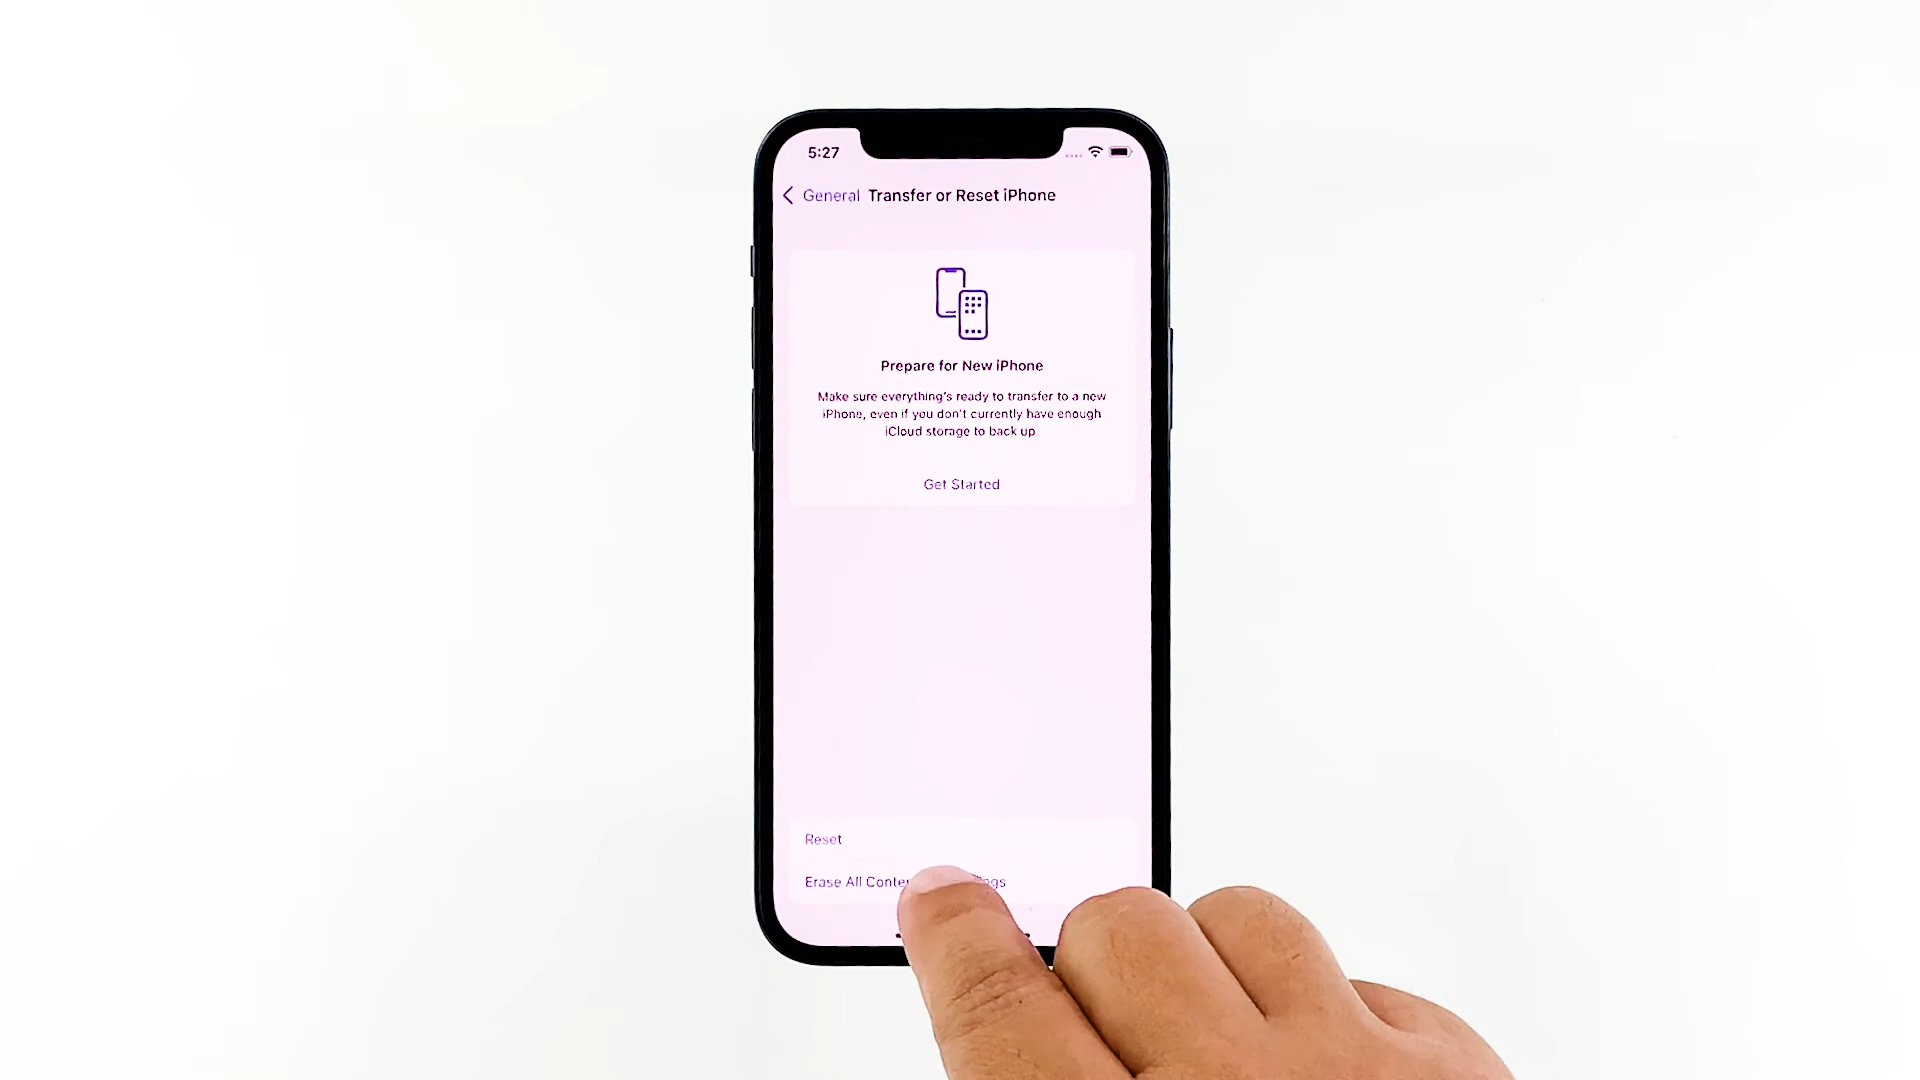 5:27
General Transfer or Reset iPhone
Prepare for New iPhone
Make sure everything's ready to transfer to a new
iPhone, even if you don't currently have enough
iCloud storage to back up
Get Started
Reset
Erase All